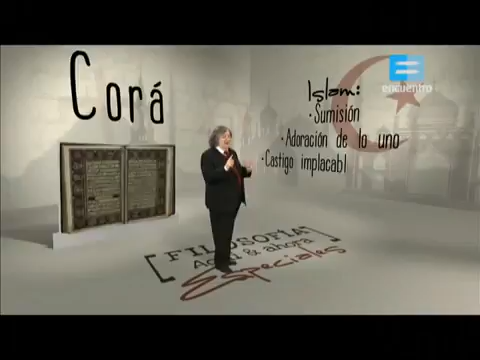 Corá
encuentro
Islam:
· Sumisión
· Adoración de lo uno
· Castigo implacabl
[FILOSOFÍA
Aquí & ahora]
Especiales